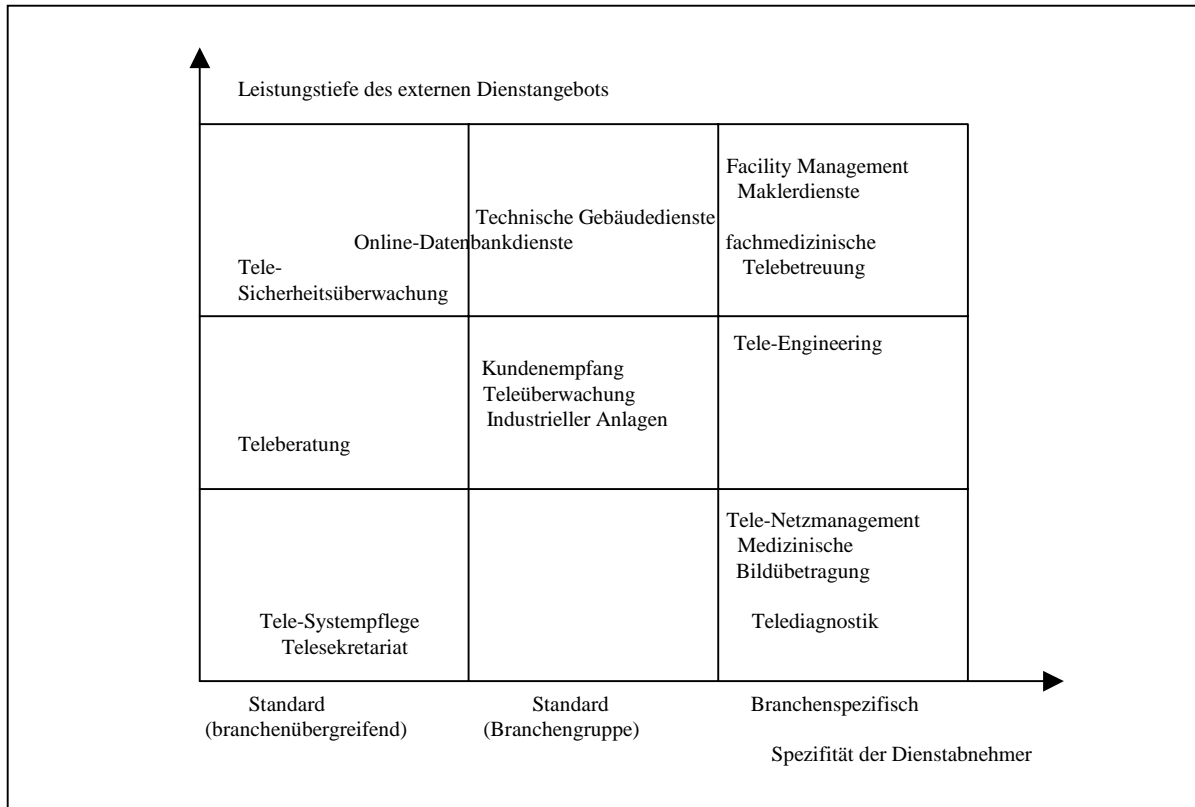 Leistungstiefe des externen Dienstangebots
Facility Management
Maklerdienste
Technische Gebäudedienste
Online-Datenbankdienste
fachmedizinische
Tele-
Telebetreuung
Sicherheitsüberwachung
Tele-Engineering
Kundenempfang
Teleüberwachung
Industrieller Anlagen
Teleberatung
Tele-Netzmanagement
Medizinische
Bildübetragung
Tele-Systempflege
Telesekretariat
Telediagnostik
Standard
(branchenübergreifend)
Standard
(Branchengruppe)
Branchenspezifisch
Spezifität der Dienstabnehmer